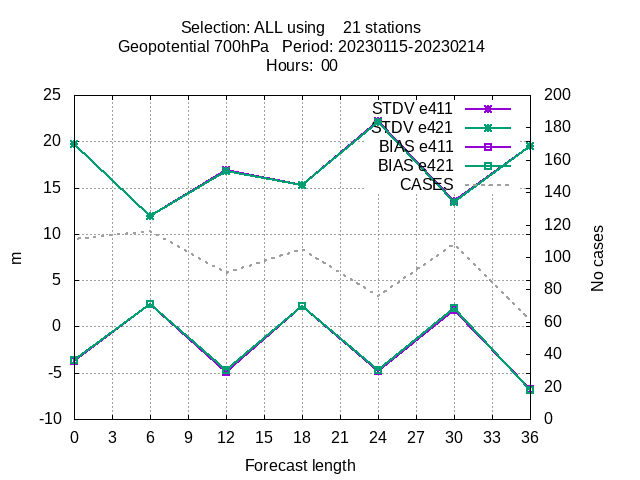 Selection: ALL using    21 stations
Geopotential 700hPa   Period: 20230115-20230214
Hours:  00
25
20
15
10
5
0
-5
-10
m
STDV e411
STDV e421
BIAS e411
BIAS e421
CASES
200
180
160
140
120
100
80
60
40
20
0
No cases
0 3 6 9 12 15 18 21 24 27 30 33 36
Forecast length